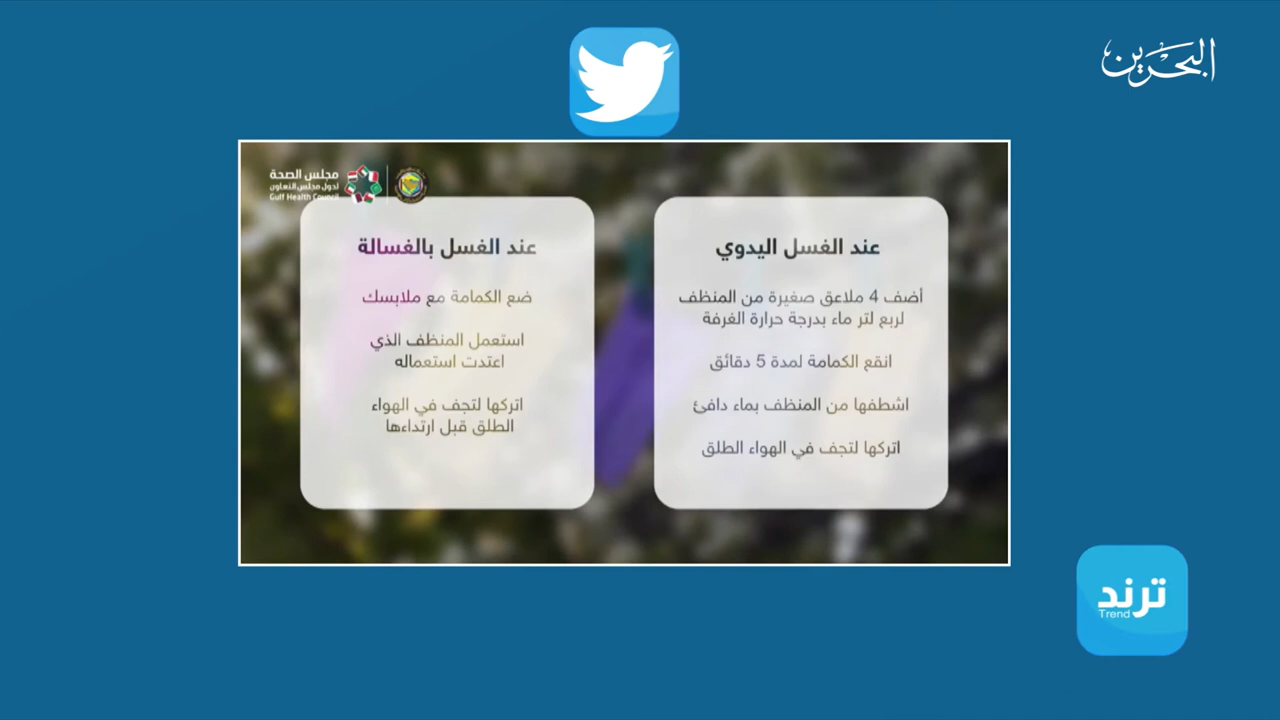 البحرين
مجلس الصحة
لدول مجلس التعاون
Gulf Health Council
عند الغسل اليدوي
أضف 4 ملاعق صغيرة من المنظف
لربع لتر ماء بدرجة حرارة الغرفة
انقع الكمامة لمدة 5 دقائق
اشطفها من المنظف بماء دافئ
اتركها لتجف في الهواء الطلق
عند الغسل بالغسالة
ضع الكمامة مع ملابسك
استعمل المنظف الذي
اعتدت استعماله
اتركها لتجف في الهواء
الطلق قبل ارتداءها
ترند
Trend